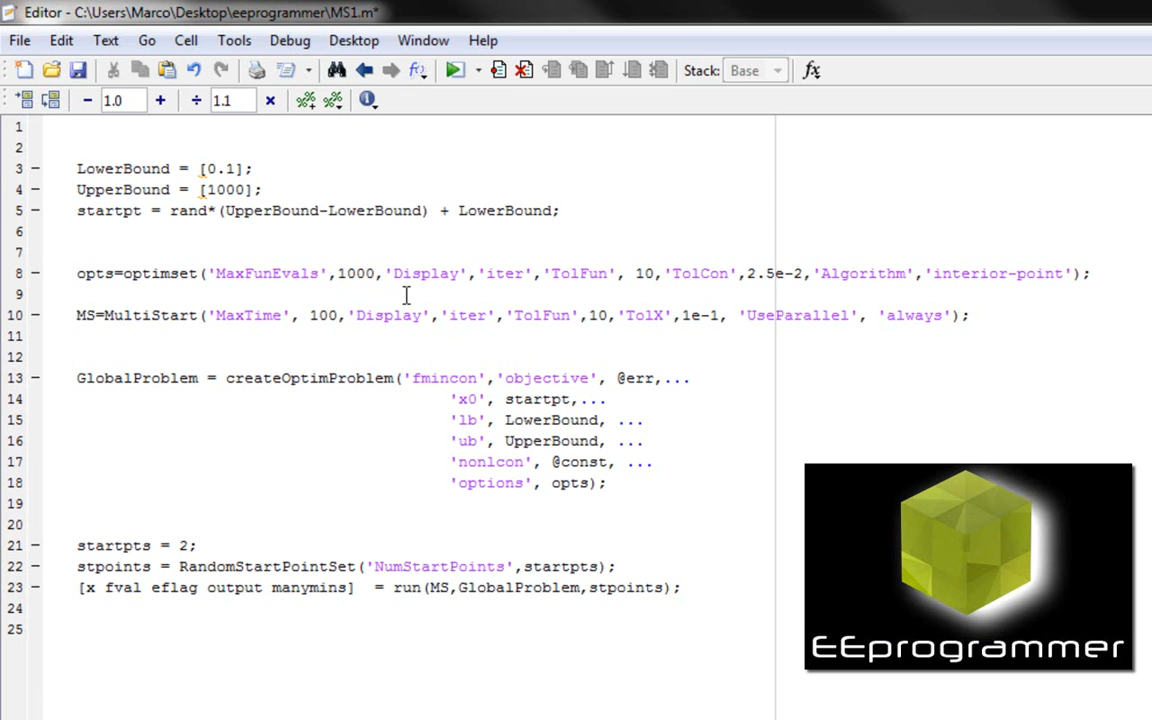 Editor - C:\Users\Marco\Desktop\eeprogrammer\MS1.m*
File Edit Text Go Cell Tools Debug Desktop Window Help
Stack: Base fx
- 1.0 + ÷ 1.1 ×
1
2
3 - LowerBound = [0.1];
4 - UpperBound = [1000];
5 - startpt = rand*(UpperBound-LowerBound) + LowerBound;
6
7
8 - opts=optimset('MaxFunEvals',1000,'Display','iter','TolFun', 10,'TolCon',2.5e-2,'Algorithm','interior-point');
9
10 - MS=MultiStart('MaxTime', 100,'Display','iter','TolFun',10,'TolX',1e-1, 'UseParallel', 'always');
11
12
13 - GlobalProblem = createOptimProblem('fmincon','objective', @err,...
14 'x0', startpt,...
15 'lb', LowerBound, ...
16 'ub', UpperBound, ...
17 'nonlcon', @const, ...
18 'options', opts);
19
20
21 - startpts = 2;
22 - stpoints = RandomStartPointSet('NumStartPoints',startpts);
23 - [x fval eflag output manymins] = run(MS,GlobalProblem,stpoints);
24
25
EEprogrammer